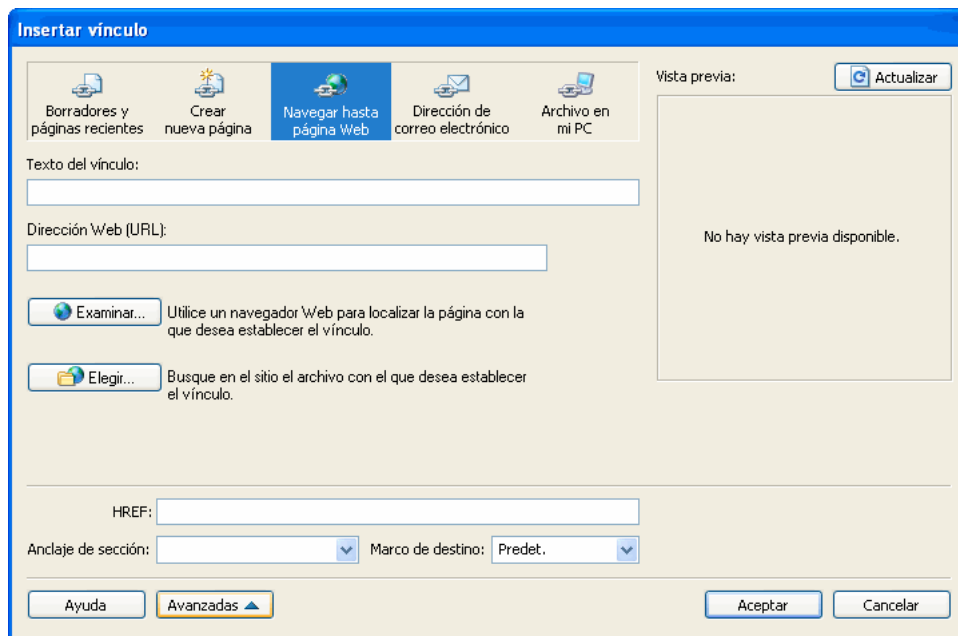 Insertar vínculo
Borradores y
páginas recientes
Crear
nueva página
Navegar hasta
página Web
Dirección de
correo electrónico
Archivo en
mi PC
Vista previa:
Actualizar
Texto del vínculo:
Dirección Web (URL):
No hay vista previa disponible.
Examinar...
Utilice un navegador Web para localizar la página con la
que desea establecer el vínculo.
Elegir...
Busque en el sitio el archivo con el que desea establecer
el vínculo.
HREF:
Anclaje de sección:
Marco de destino:
Predet.
Ayuda
Avanzadas
Aceptar
Cancelar